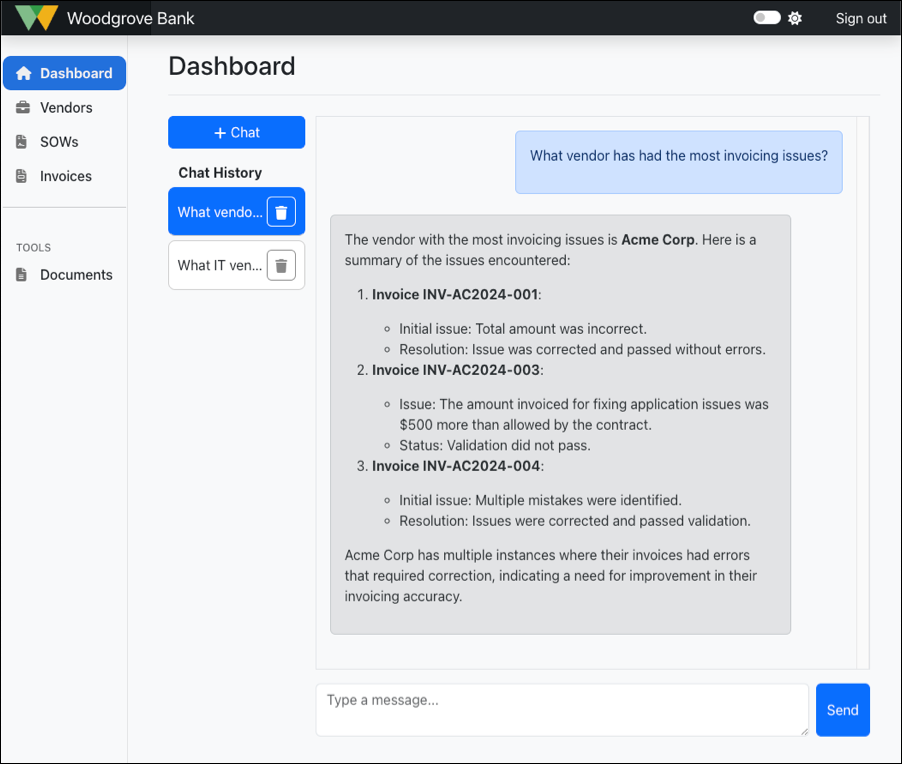 Woodgrove Bank
Sign out
Dashboard
Vendors
SOWs
Invoices
TOOLS
Documents
Dashboard
+ Chat
Chat History
What vendo...
What IT ven...
What vendor has had the most invoicing issues?
The vendor with the most invoicing issues is Acme Corp. Here is a
summary of the issues encountered:
1. Invoice INV-AC2024-001:
◦ Initial issue: Total amount was incorrect.
◦ Resolution: Issue was corrected and passed without errors.
2. Invoice INV-AC2024-003:
◦ Issue: The amount invoiced for fixing application issues was
$500 more than allowed by the contract.
◦ Status: Validation did not pass.
3. Invoice INV-AC2024-004:
◦ Initial issue: Multiple mistakes were identified.
◦ Resolution: Issues were corrected and passed validation.
Acme Corp has multiple instances where their invoices had errors
that required correction, indicating a need for improvement in their
invoicing accuracy.
Type a message...
Send